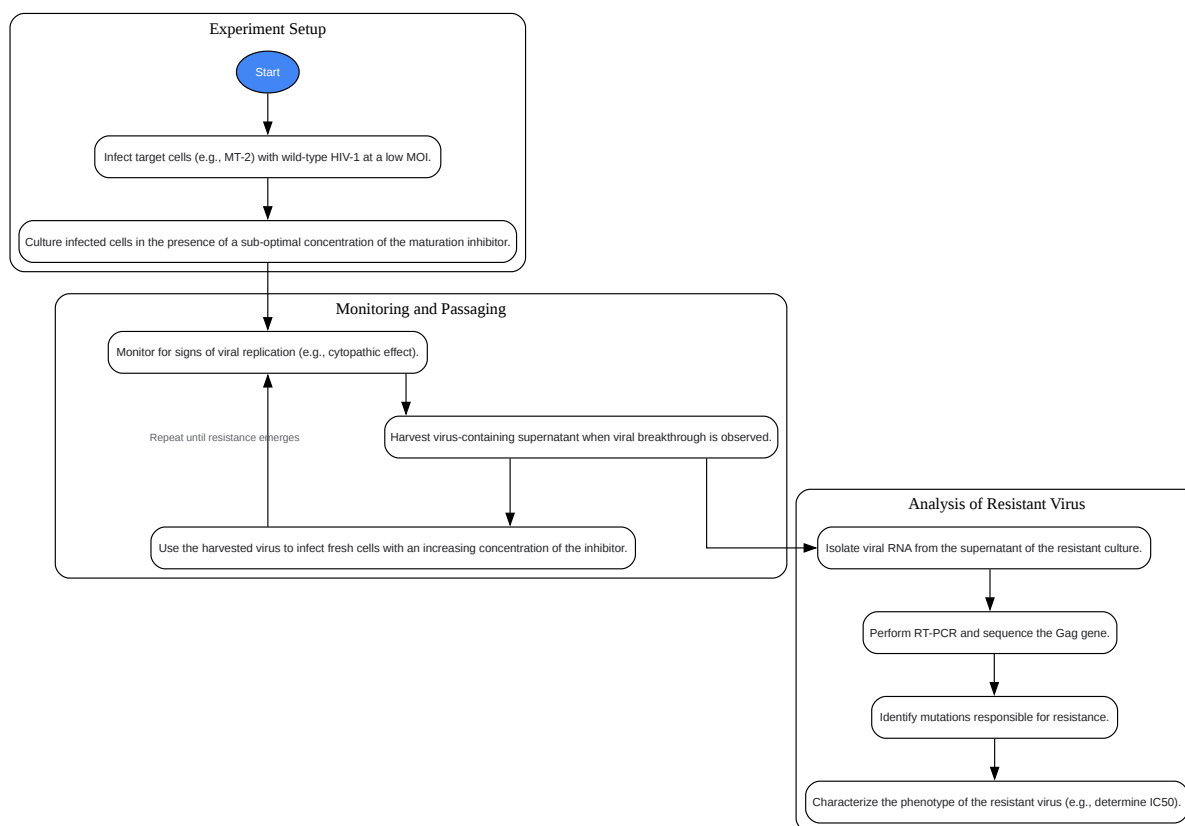 Experiment Setup
Start
Infect target cells (e.g., MT-2) with wild-type HIV-1 at a low MOI.
Culture infected cells in the presence of a sub-optimal concentration of the maturation inhibitor.
Monitoring and Passaging
Monitor for signs of viral replication (e.g., cytopathic effect).
Repeat until resistance emerges
Harvest virus-containing supernatant when viral breakthrough is observed.
Use the harvested virus to infect fresh cells with an increasing concentration of the inhibitor.
Analysis of Resistant Virus
Isolate viral RNA from the supernatant of the resistant culture.
Perform RT-PCR and sequence the Gag gene.
Identify mutations responsible for resistance.
Characterize the phenotype of the resistant virus (e.g., determine IC50).